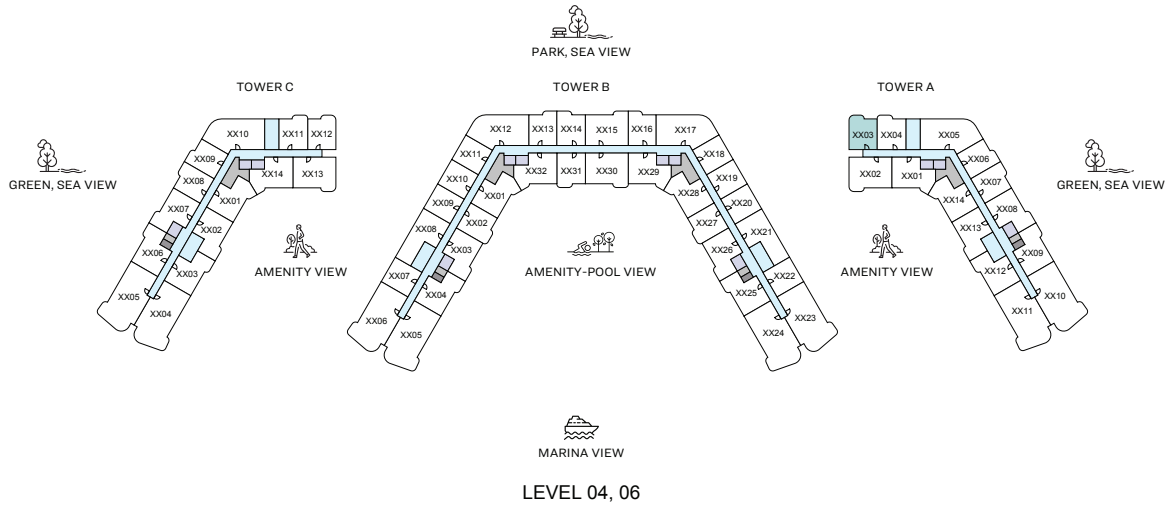 PARK, SEA VIEW
TOWER C
TOWER B
TOWER A
XX10
XX11
XX12
XX09
XX08
XX07
XX06
XX05
XX04
XX03
XX02
XX01
XX14
XX13
XX12
XX13
XX14
XX15
XX16
XX17
XX11
XX10
XX09
XX08
XX07
XX06
XX05
XX04
XX03
XX02
XX01
XX32
XX31
XX30
XX29
XX28
XX27
XX26
XX25
XX24
XX23
XX22
XX21
XX20
XX19
XX18
XX03
XX04
XX05
XX02
XX01
XX06
XX07
XX08
XX09
XX10
XX11
XX12
XX13
XX14
GREEN, SEA VIEW
GREEN, SEA VIEW
AMENITY VIEW
AMENITY-POOL VIEW
AMENITY VIEW
MARINA VIEW
LEVEL 04, 06